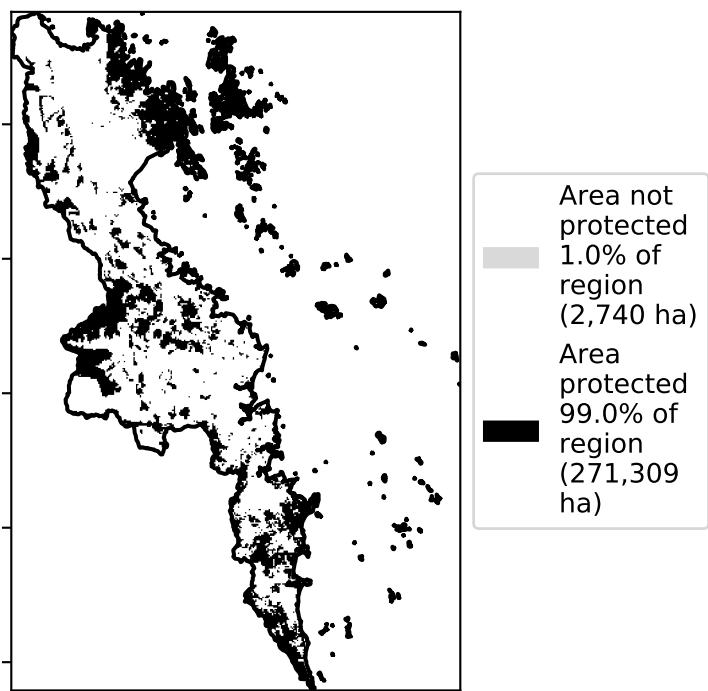 Area not
protected
1.0% of
region
(2,740 ha)
Area
protected
99.0% of
region
(271,309
ha)